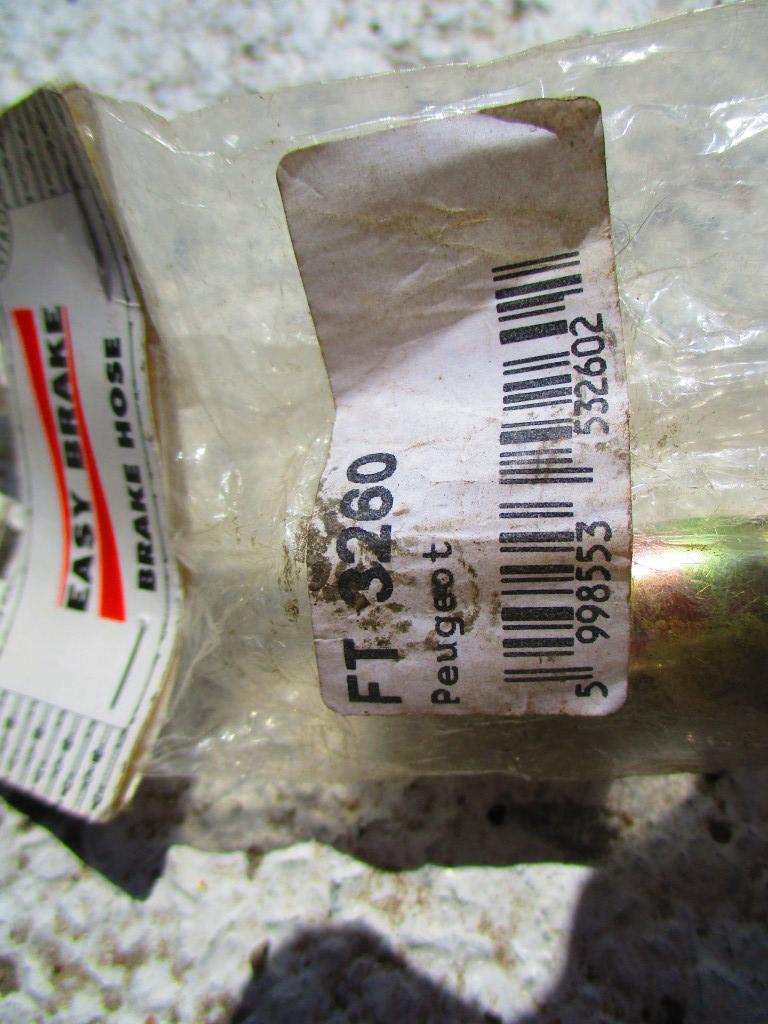 EASY BRAKE
BRAKE HOSE
FT 3260
Peugeot
5 998553 532602